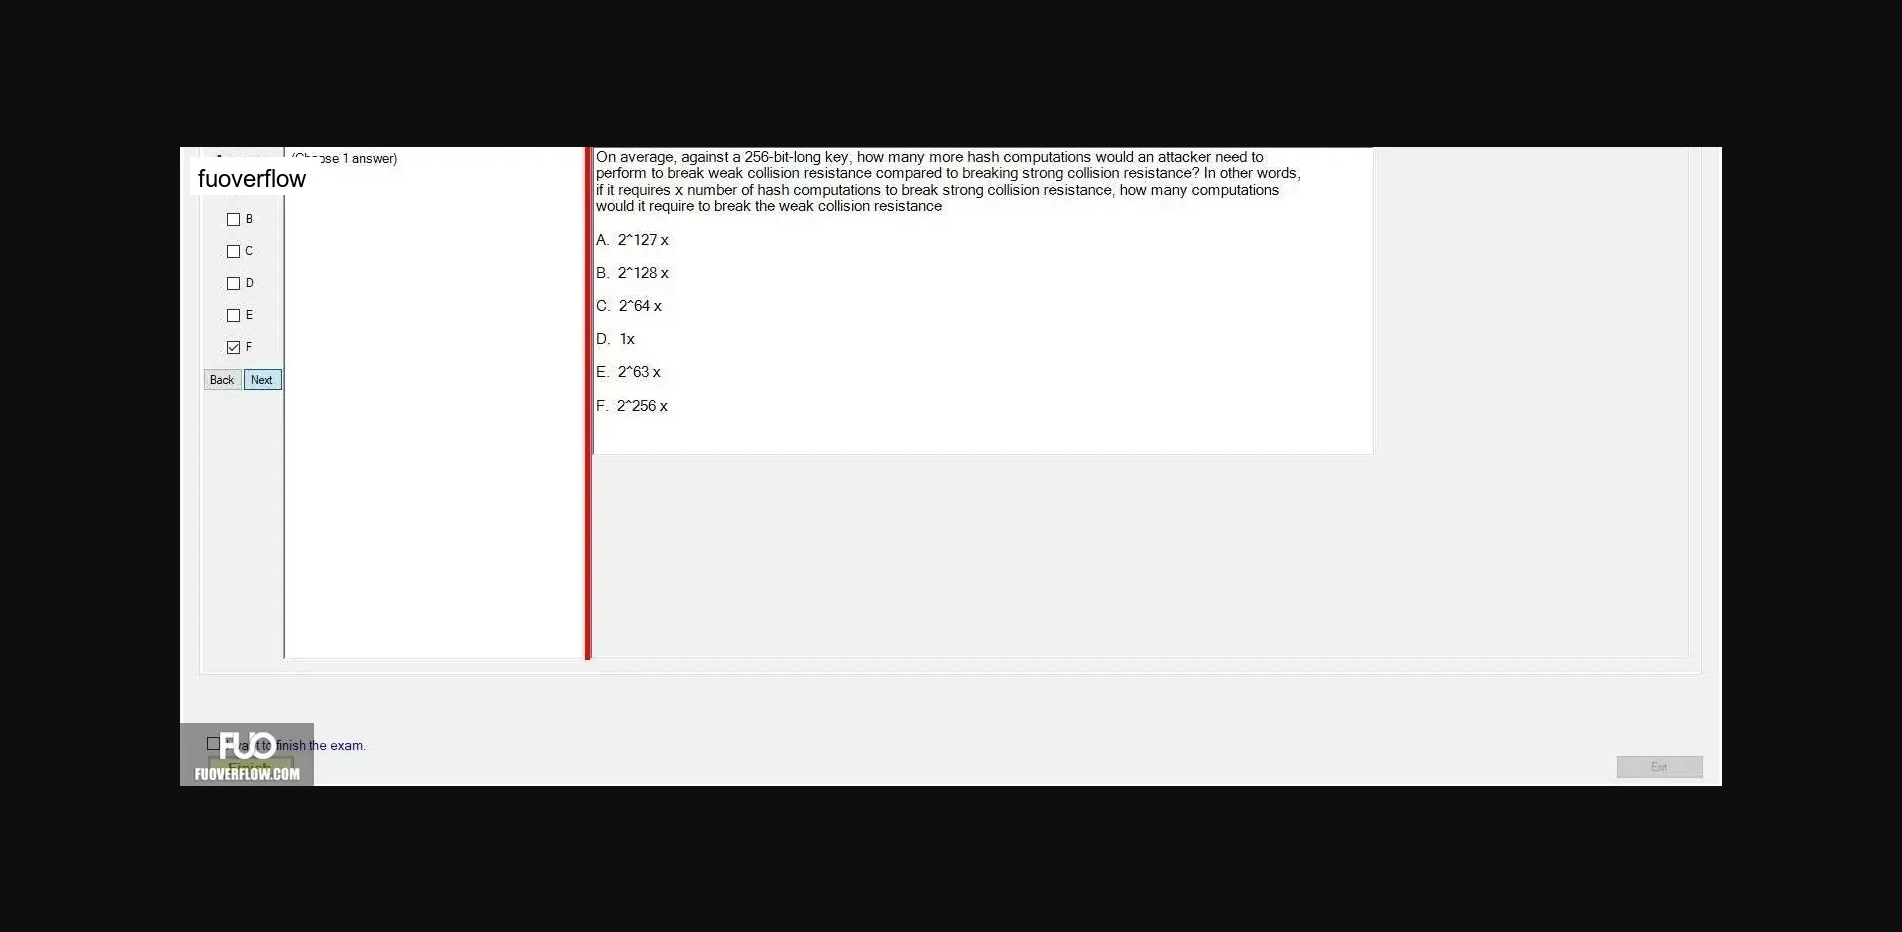 (Choose 1 answer)
fuoverflow
B
C
D
E
F
Back Next
On average, against a 256-bit-long key, how many more hash computations would an attacker need to
perform to break weak collision resistance compared to breaking strong collision resistance? In other words,
if it requires x number of hash computations to break strong collision resistance, how many computations
would it require to break the weak collision resistance
A. 2^127 x
B. 2^128 x
C. 2^64 x
D. 1x
E. 2^63 x
F. 2^256 x
I want to finish the exam.
FUO
Finish
FUOVERFLOW.COM
Exit